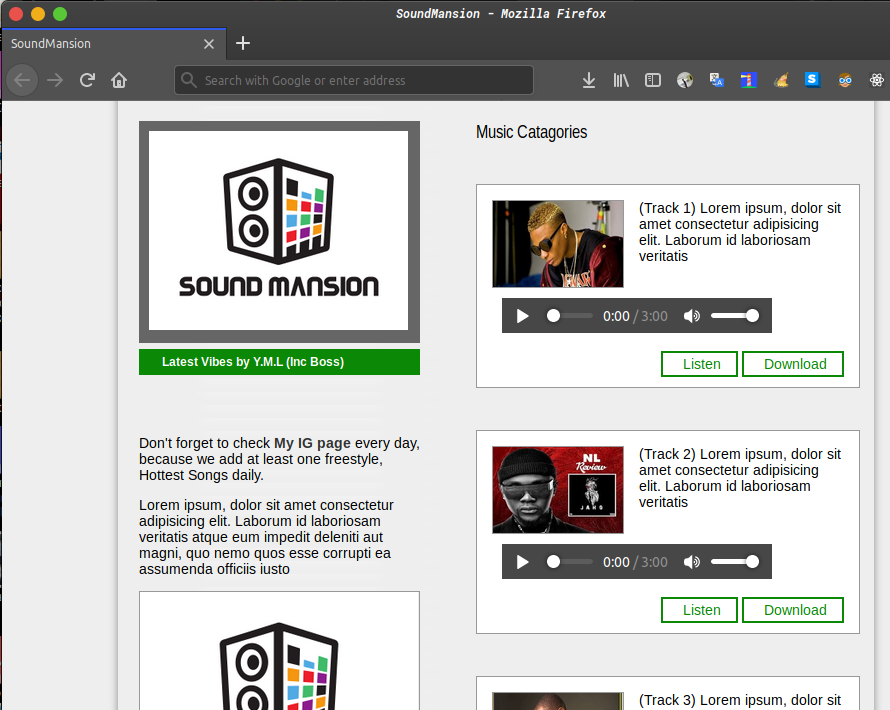 SoundMansion - Mozilla Firefox
SoundMansion
Search with Google or enter address
SOUND MANSION
Latest Vibes by Y.M.L (Inc Boss)
Don't forget to check My IG page every day,
because we add at least one freestyle,
Hottest Songs daily.
Lorem ipsum, dolor sit amet consectetur
adipisicing elit. Laborum id laboriosam
veritatis atque eum impedit deleniti aut
magni, quo nemo quos esse corrupti ea
assumenda officiis iusto
Music Catagories
(Track 1) Lorem ipsum, dolor sit
amet consectetur adipisicing
elit. Laborum id laboriosam
veritatis
0:00 / 3:00
Listen
Download
NL
Review
JAHG
(Track 2) Lorem ipsum, dolor sit
amet consectetur adipisicing
elit. Laborum id laboriosam
veritatis
0:00 / 3:00
Listen
Download
(Track 3) Lorem ipsum, dolor sit